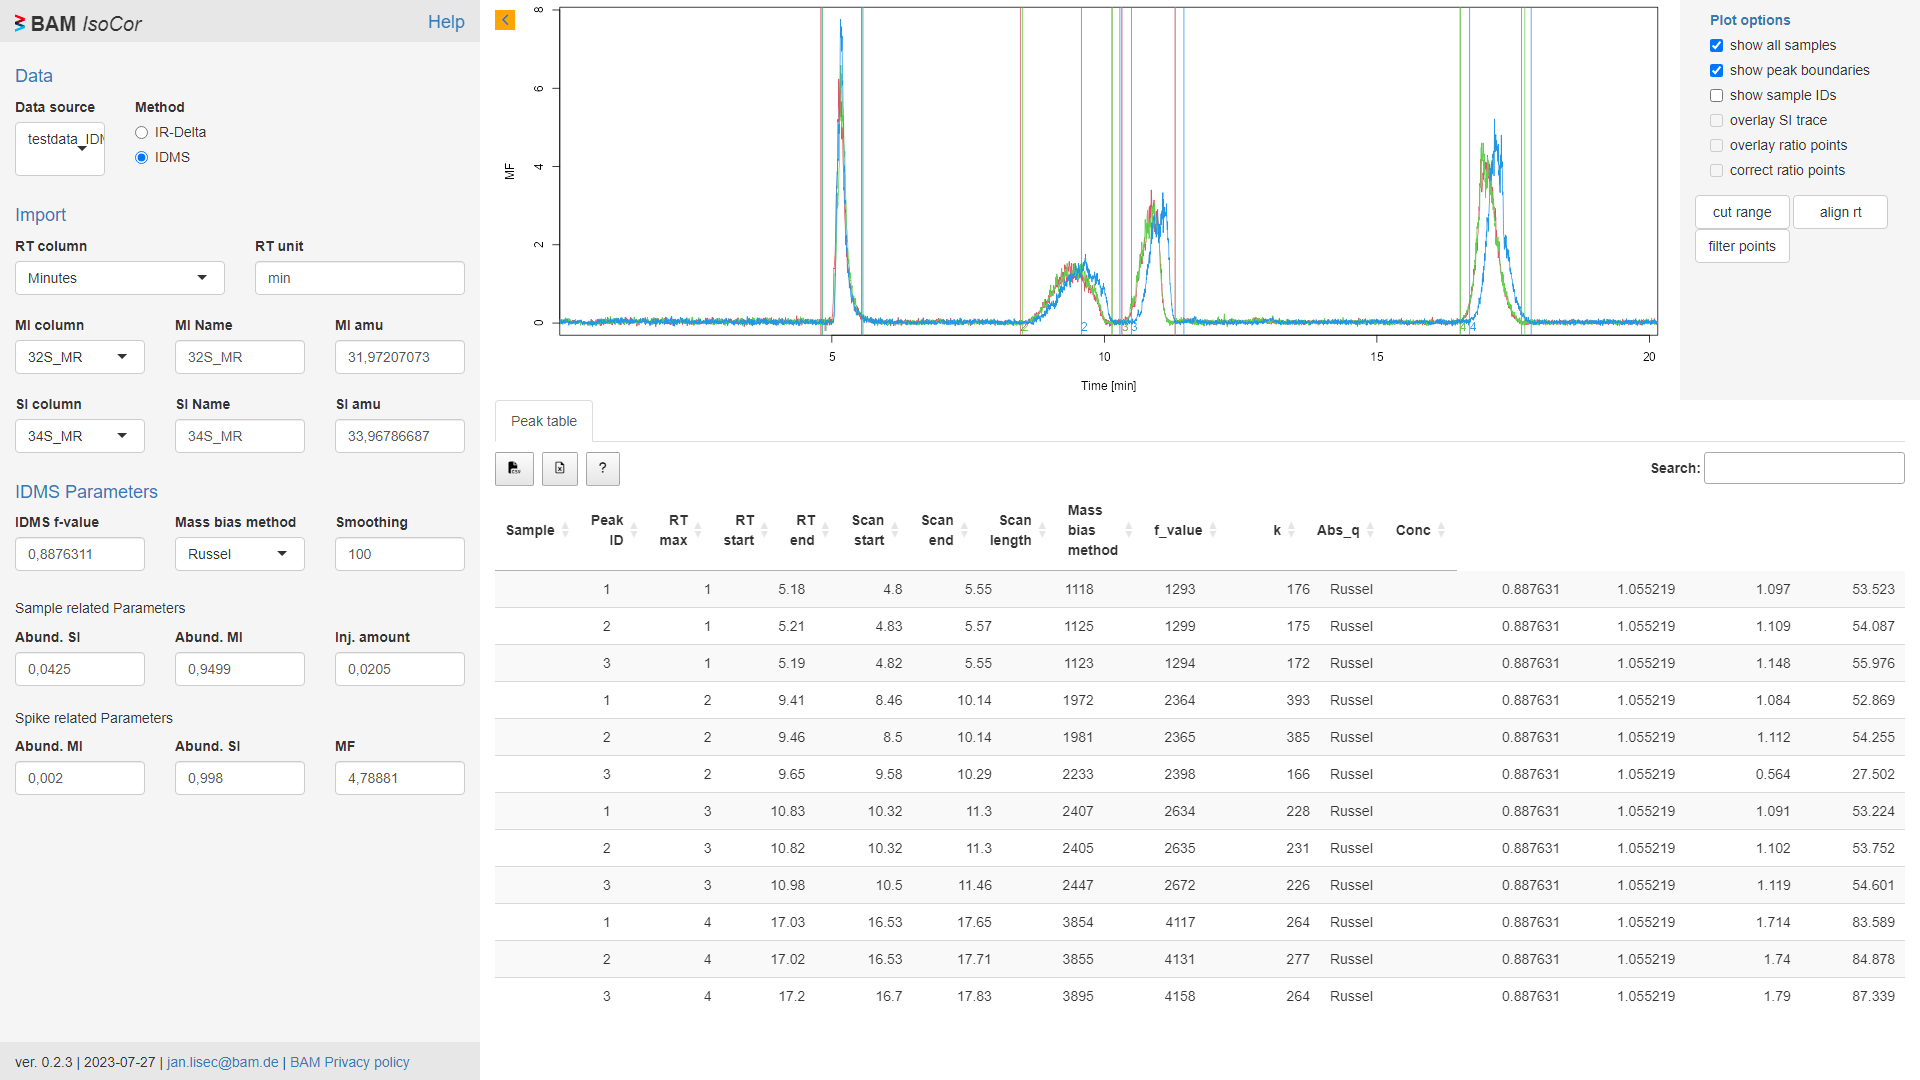 BAM IsoCor
Help
Data
Data source
Method
testdata_IDM
IR-Delta
IDMS
Import
RT column
RT unit
Minutes
min
MI column
MI Name
MI amu
32S_MR
32S_MR
31,97207073
SI column
SI Name
SI amu
34S_MR
34S_MR
33,96786687
IDMS Parameters
IDMS f-value
Mass bias method
Smoothing
0,8876311
Russel
100
Sample related Parameters
Abund. SI
Abund. MI
Inj. amount
0,0425
0,9499
0,0205
Spike related Parameters
Abund. MI
Abund. SI
MF
0,002
0,998
4,78881
ver. 0.2.3 | 2023-07-27 | jan.lisec@bam.de | BAM Privacy policy
8
6
4
2
0
MF
2 2 3 3 4 4
5 10 15 20
Time [min]
Plot options
show all samples
show peak boundaries
show sample IDs
overlay SI trace
overlay ratio points
correct ratio points
cut range
align rt
filter points
Peak table
?
Search:
Sample Peak ID RT max RT start RT end Scan start Scan end Scan length Mass bias method f_value k Abs_q Conc
1 1 5.18 4.8 5.55 1118 1293 176 Russel 0.887631 1.055219 1.097 53.523
2 1 5.21 4.83 5.57 1125 1299 175 Russel 0.887631 1.055219 1.109 54.087
3 1 5.19 4.82 5.55 1123 1294 172 Russel 0.887631 1.055219 1.148 55.976
1 2 9.41 8.46 10.14 1972 2364 393 Russel 0.887631 1.055219 1.084 52.869
2 2 9.46 8.5 10.14 1981 2365 385 Russel 0.887631 1.055219 1.112 54.255
3 2 9.65 9.58 10.29 2233 2398 166 Russel 0.887631 1.055219 0.564 27.502
1 3 10.83 10.32 11.3 2407 2634 228 Russel 0.887631 1.055219 1.091 53.224
2 3 10.82 10.32 11.3 2405 2635 231 Russel 0.887631 1.055219 1.102 53.752
3 3 10.98 10.5 11.46 2447 2672 226 Russel 0.887631 1.055219 1.119 54.601
1 4 17.03 16.53 17.65 3854 4117 264 Russel 0.887631 1.055219 1.714 83.589
2 4 17.02 16.53 17.71 3855 4131 277 Russel 0.887631 1.055219 1.74 84.878
3 4 17.2 16.7 17.83 3895 4158 264 Russel 0.887631 1.055219 1.79 87.339